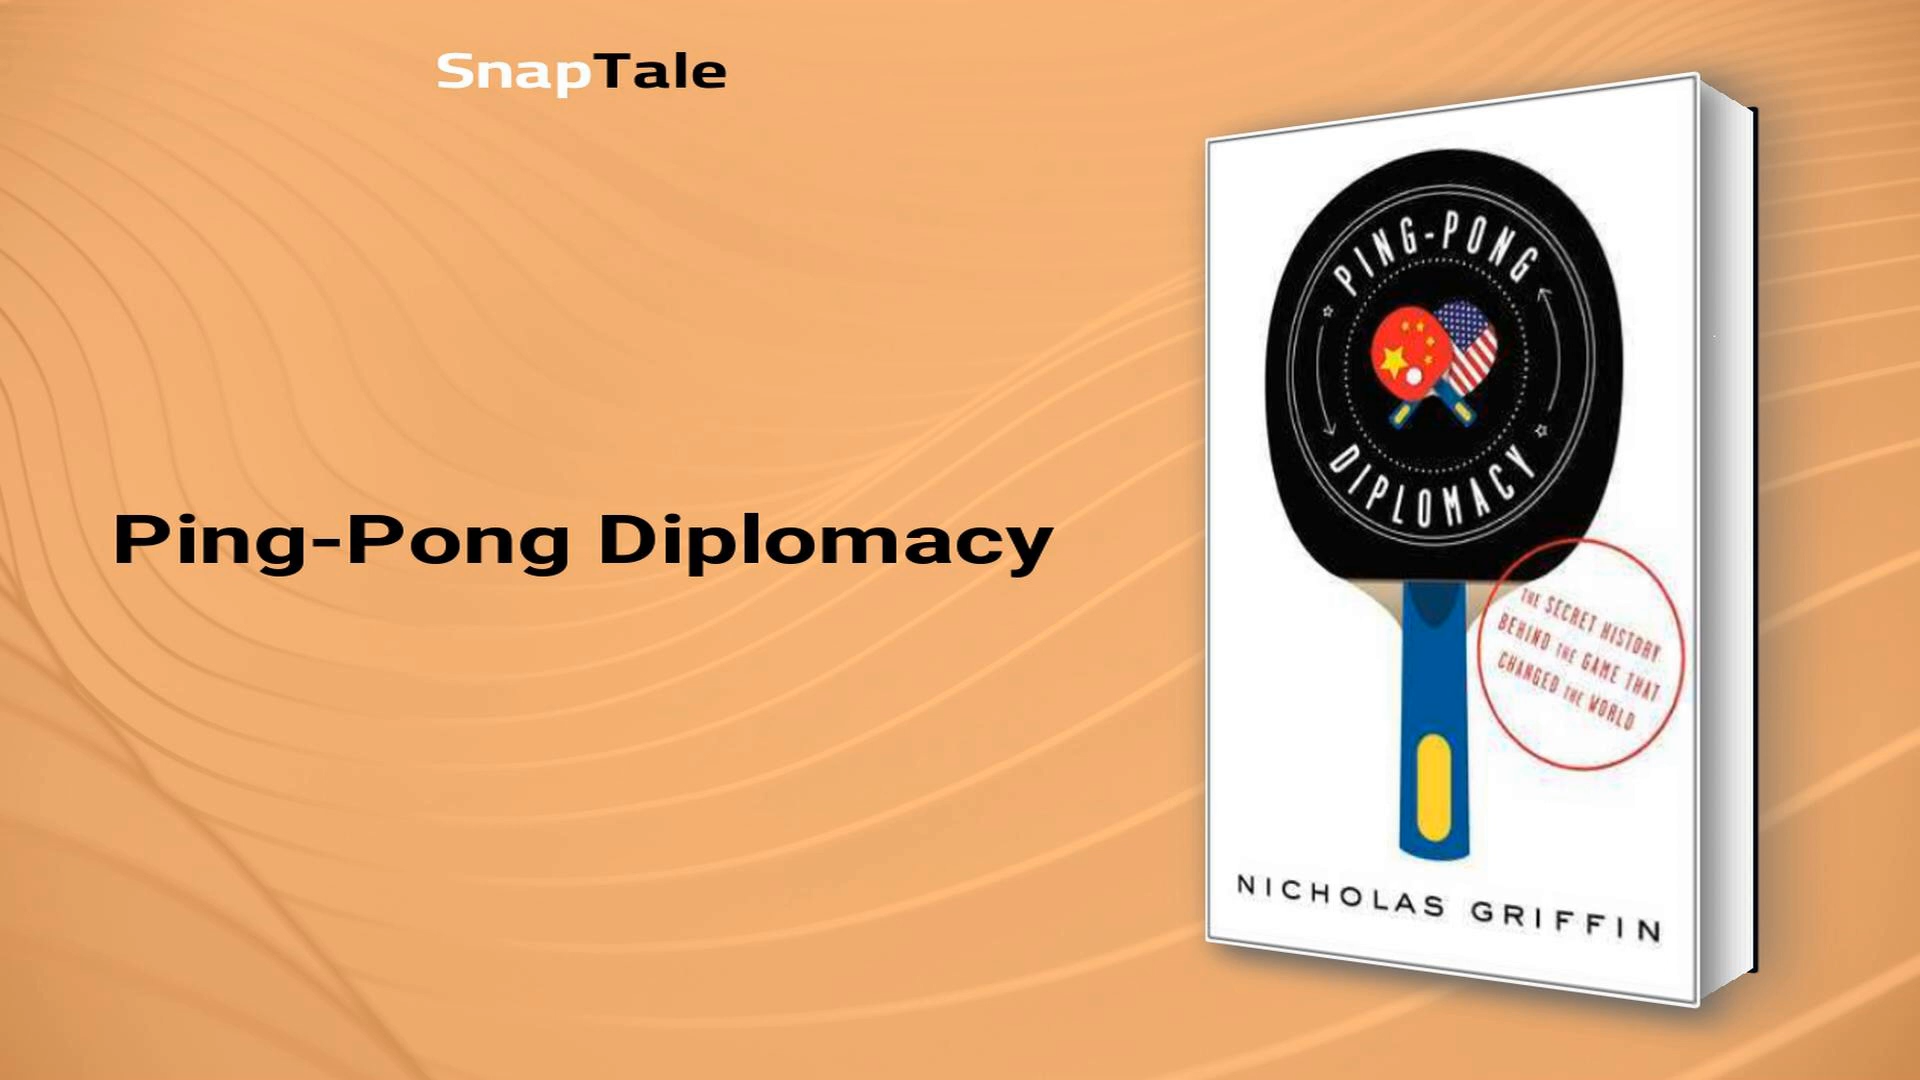 SnapTale
Ping-Pong Diplomacy
PING-PONG
DIPLOMACY
THE SECRET HISTORY
BEHIND THE GAME THAT
CHANGED THE WORLD
NICHOLAS GRIFFIN